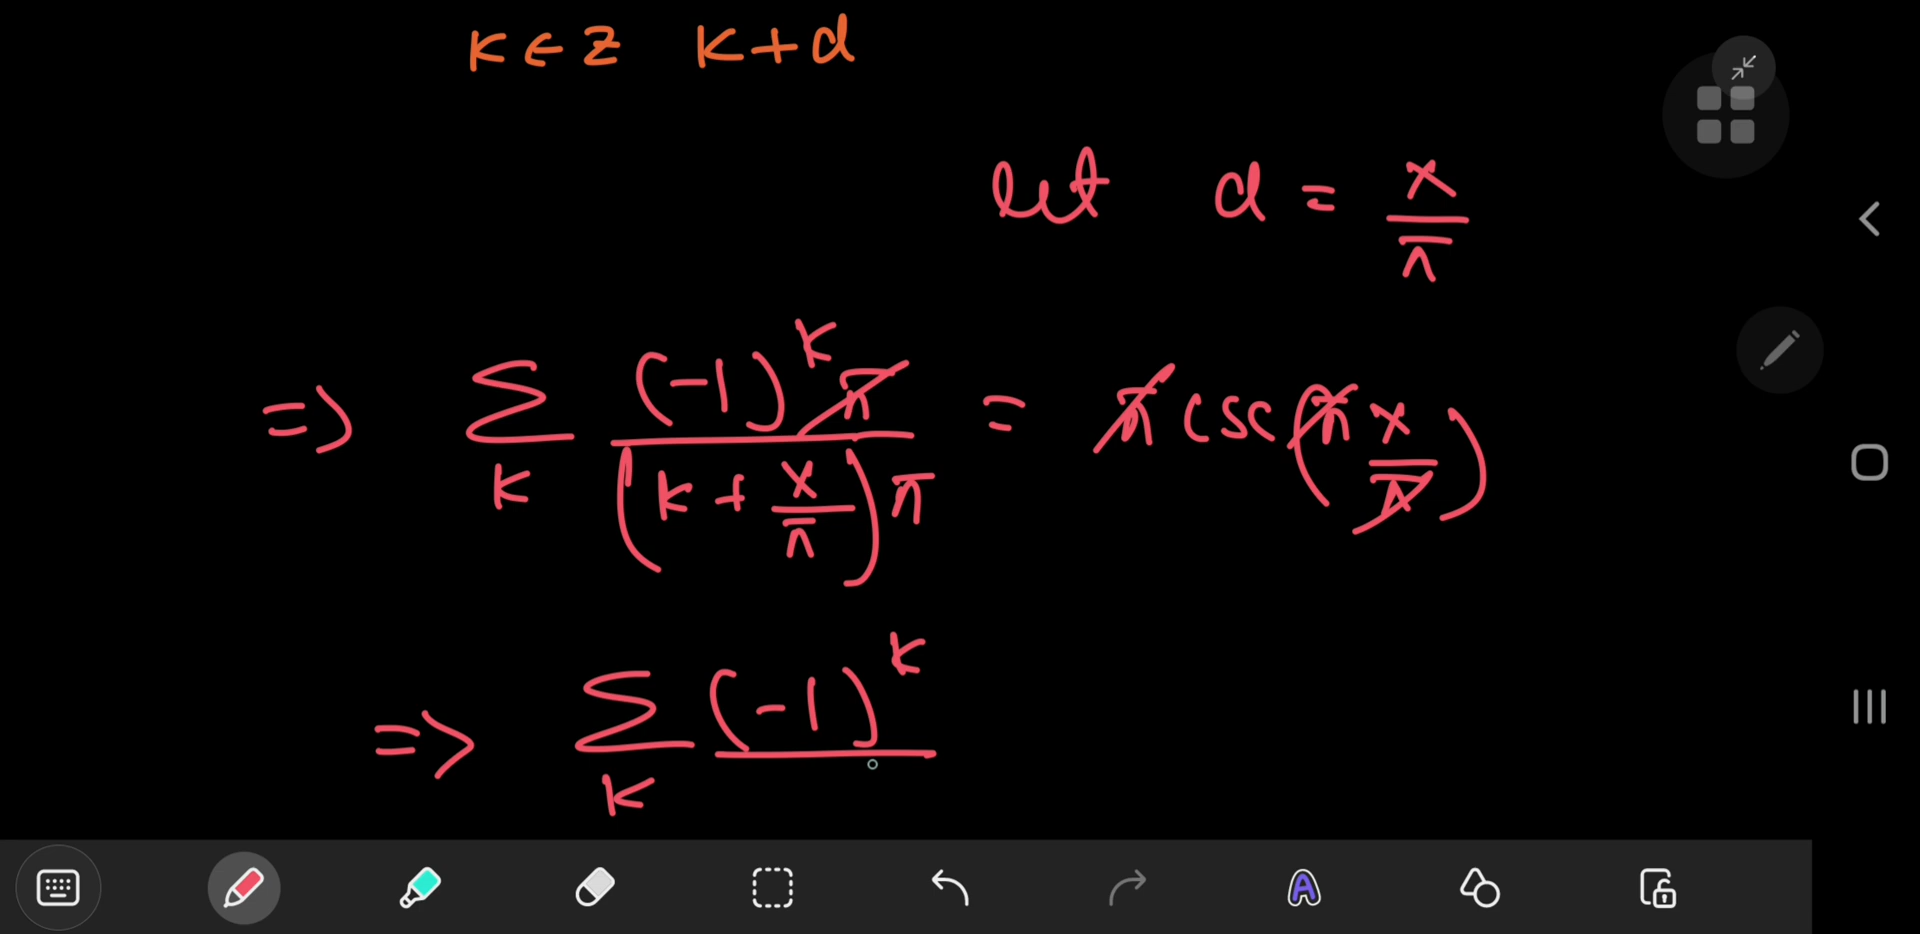 K ∈ Z K + d
let d = x/π
=> Σ_K (-1)^K π / (K + x/π)π = π csc(π x/π)
=> Σ_K (-1)^K
A